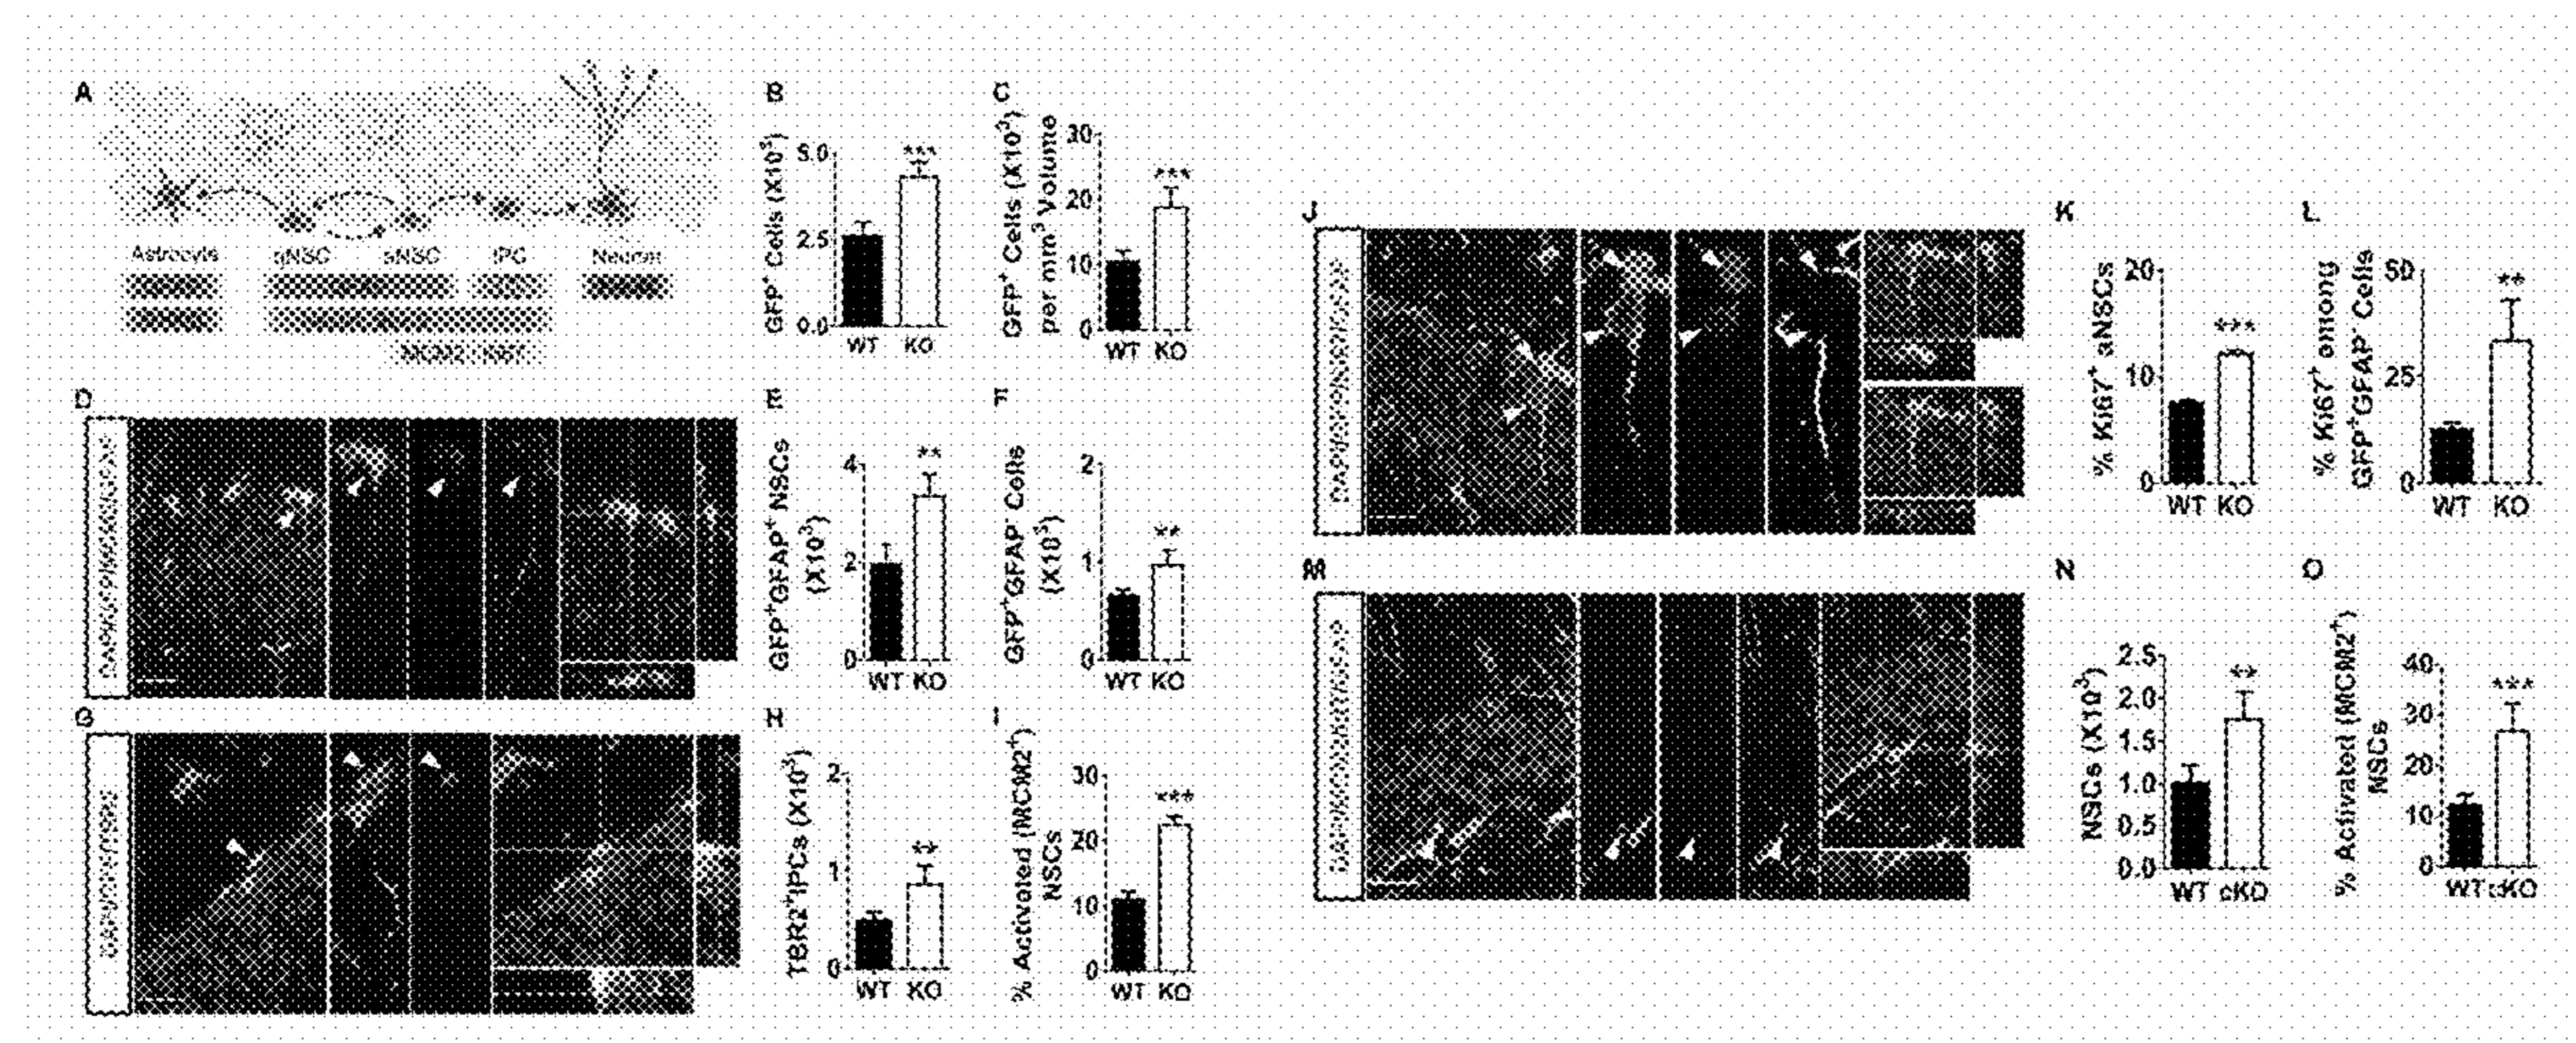 A
Astrocyte qNSC aNSC IPC Neuron
MCM2 Ki67
B
GFP⁺ Cells (X10³)
5.0
2.5
0.0
WT KO
***
C
GFP⁺ Cells (X10³)
per mm³ Volume
30
20
10
0
WT KO
***
D
E
GFP⁺GFAP⁺ NSCs
(X10³)
4
2
0
WT KO
**
F
GFP⁺GFAP⁻ Cells
(X10³)
2
1
0
WT KO
**
G
H
TBR2⁺IPCs (X10³)
2
1
0
WT KO
**
I
% Activated (MCM2⁺)
NSCs
30
20
10
0
WT KO
***
J
K
% Ki67⁺ aNSCs
20
10
0
WT KO
***
L
% Ki67⁺ among
GFP⁺GFAP⁻ Cells
50
25
0
WT KO
**
M
N
NSCs (X10³)
2.5
2.0
1.5
1.0
0.5
0.0
WT cKO
**
O
% Activated (MCM2⁺)
NSCs
40
30
20
10
0
WT cKO
***